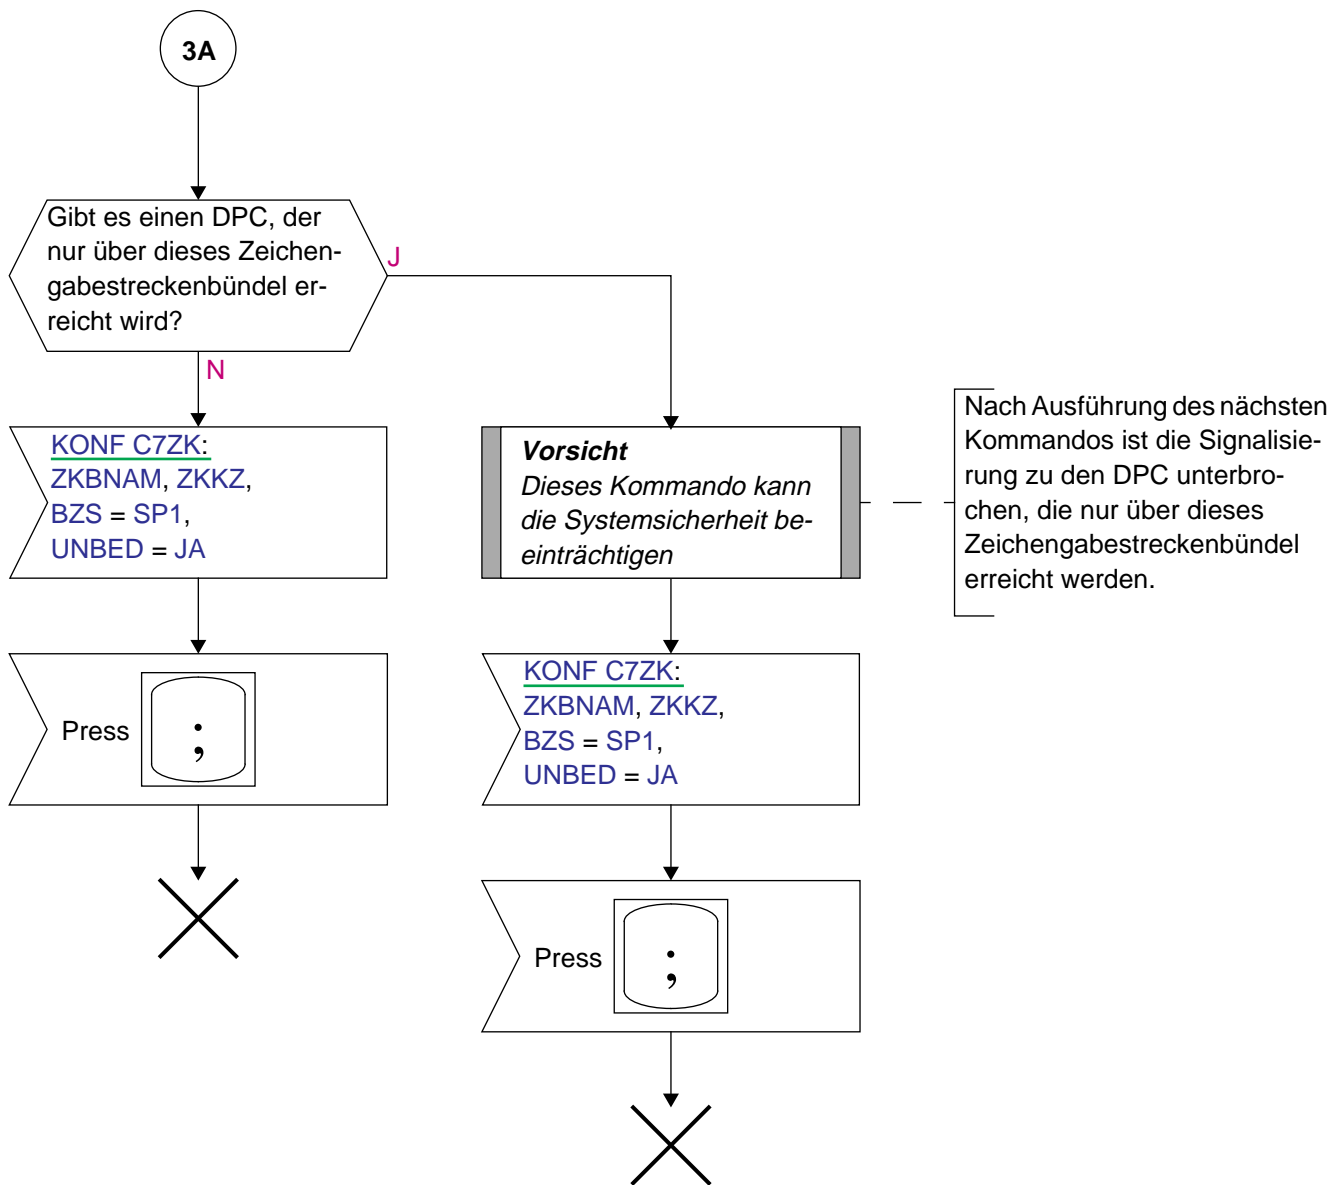 3A
Gibt es einen DPC, der
nur über dieses Zeichen-
gabestreckenbündel er-
reicht wird?
J
N
KONF C7ZK:
ZKBNAM, ZKKZ,
BZS = SP1,
UNBED = JA
Press ;
Vorsicht
Dieses Kommando kann
die Systemsicherheit be-
einträchtigen
Nach Ausführung des nächsten
Kommandos ist die Signalisie-
rung zu den DPC unterbro-
chen, die nur über dieses
Zeichengabestreckenbündel
erreicht werden.
KONF C7ZK:
ZKBNAM, ZKKZ,
BZS = SP1,
UNBED = JA
Press ;